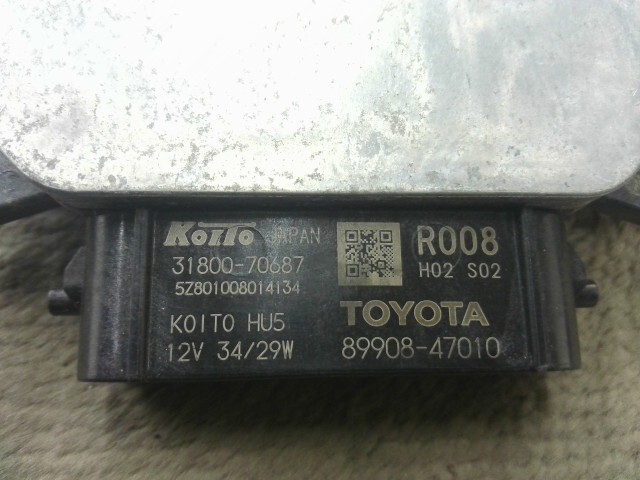 KOITO JAPAN
31800-70687
5Z801008014134
KOITO HU5
12V 34/29W
R008
H02 S02
TOYOTA
89908-47010